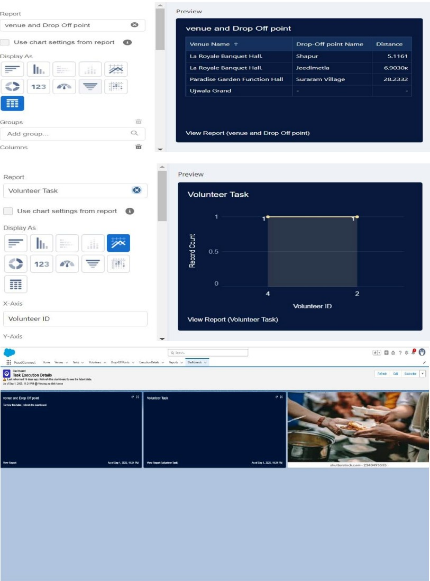 Report
Preview
venue and Drop Off point
Use chart settings from report
Display As
123
Groups
Add group...
Columns
venue and Drop Off point
Venue Name
Drop-Off point Name
Distance
La Royale Banquet Hall.
Shapur
5.1161
La Royale Banquet Hall.
Jeedimetla
6.9030K
Paradise Garden Function Hall
Suraram Village
28.2332
Ujwala Grand
-
-
View Report (venue and Drop Off point)
Report
Preview
Volunteer Task
Use chart settings from report
Display As
123
X-Axis
Volunteer ID
Y-Axis
Volunteer Task
Record Count
1
0.5
0
1
1
4
2
Volunteer ID
View Report (Volunteer Task)
Task Execution Details
venue and Drop Off point
Volunteer Task
View Report
View Report (Volunteer Task)